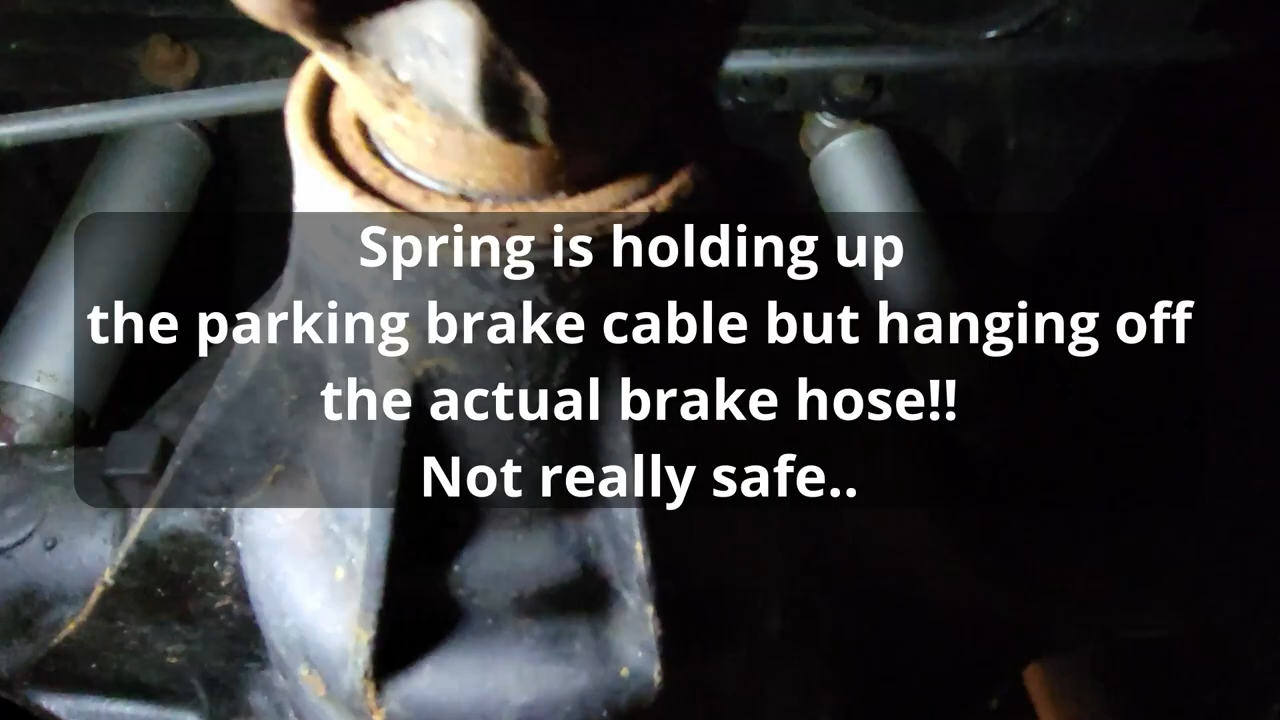 Spring is holding up
the parking brake cable but hanging off
the actual brake hose!!
Not really safe..